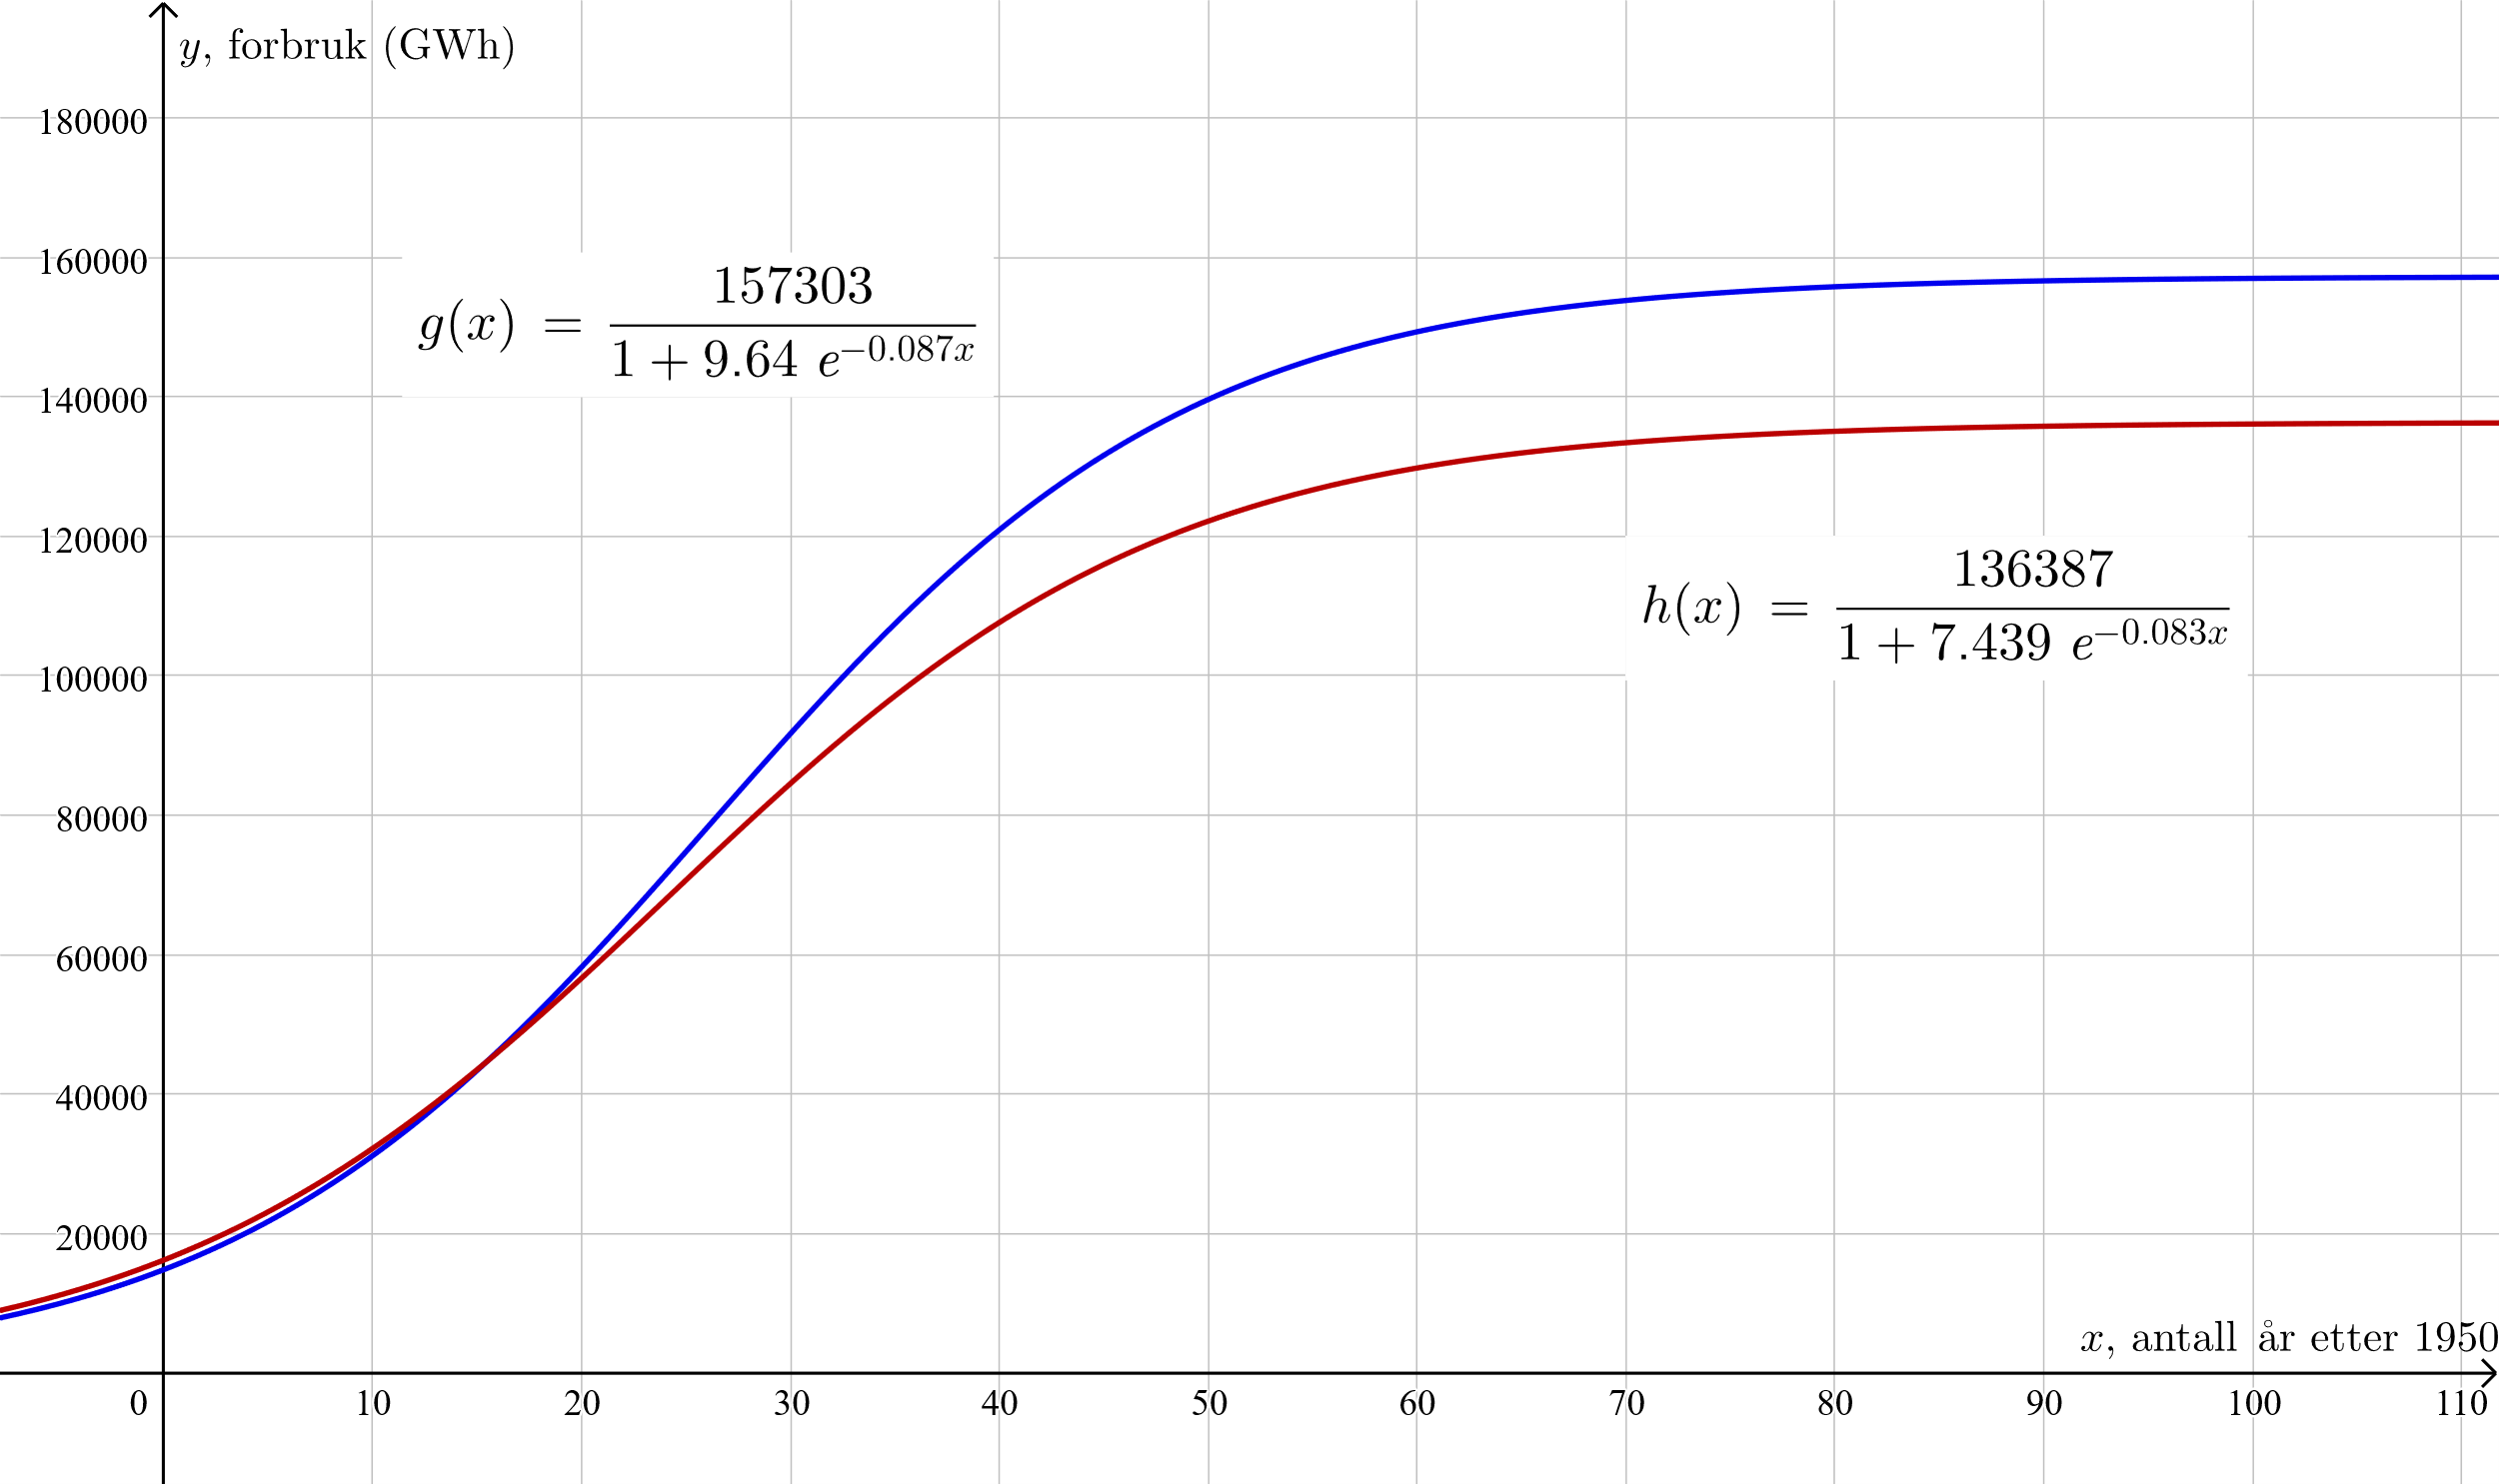 y, forbruk (GWh)
180000
160000
140000
120000
100000
80000
60000
40000
20000
g(x) = 157303 / (1 + 9.64 e^{-0.087x})
h(x) = 136387 / (1 + 7.439 e^{-0.083x})
x, antall år etter 1950
0 10 20 30 40 50 60 70 80 90 100 110